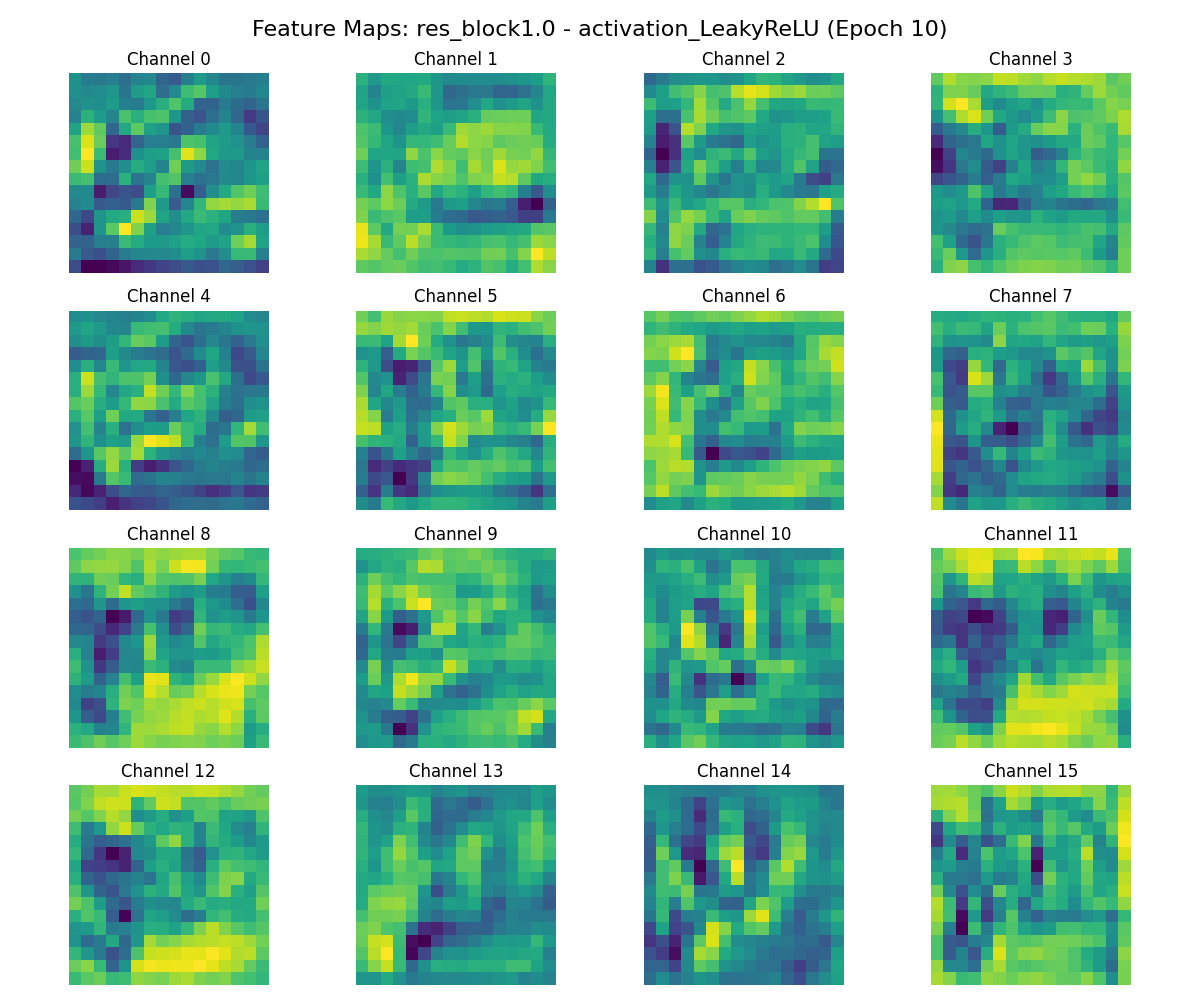 Feature Maps: res_block1.0 - activation_LeakyReLU (Epoch 10)
Channel 0 Channel 1 Channel 2 Channel 3
Channel 4 Channel 5 Channel 6 Channel 7
Channel 8 Channel 9 Channel 10 Channel 11
Channel 12 Channel 13 Channel 14 Channel 15